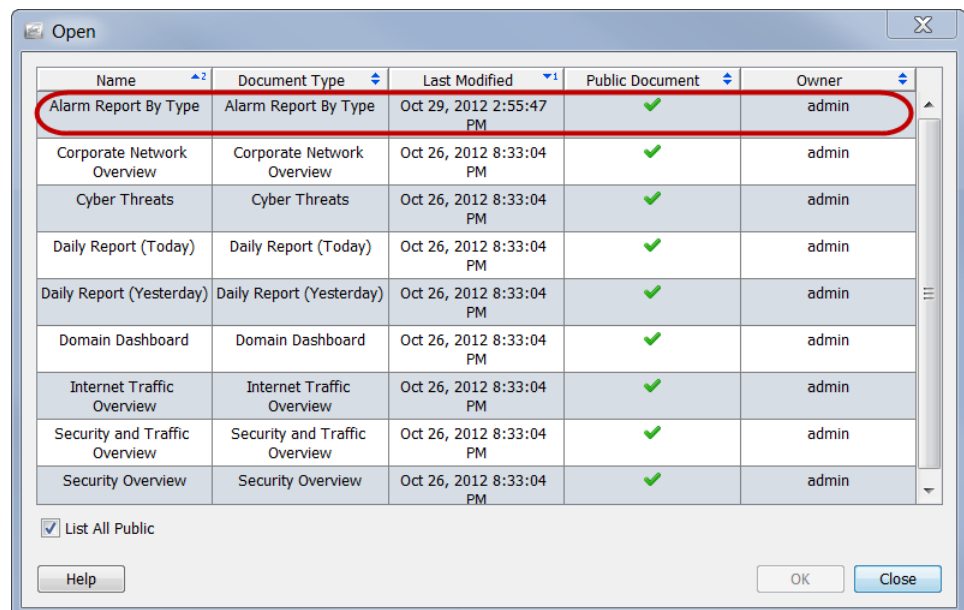 Open
Name 2 Document Type Last Modified 1 Public Document Owner
Alarm Report By Type Alarm Report By Type Oct 29, 2012 2:55:47 PM admin
Corporate Network Overview Corporate Network Overview Oct 26, 2012 8:33:04 PM admin
Cyber Threats Cyber Threats Oct 26, 2012 8:33:04 PM admin
Daily Report (Today) Daily Report (Today) Oct 26, 2012 8:33:04 PM admin
Daily Report (Yesterday) Daily Report (Yesterday) Oct 26, 2012 8:33:04 PM admin
Domain Dashboard Domain Dashboard Oct 26, 2012 8:33:04 PM admin
Internet Traffic Overview Internet Traffic Overview Oct 26, 2012 8:33:04 PM admin
Security and Traffic Overview Security and Traffic Overview Oct 26, 2012 8:33:04 PM admin
Security Overview Security Overview Oct 26, 2012 8:33:04 PM admin
List All Public
Help OK Close